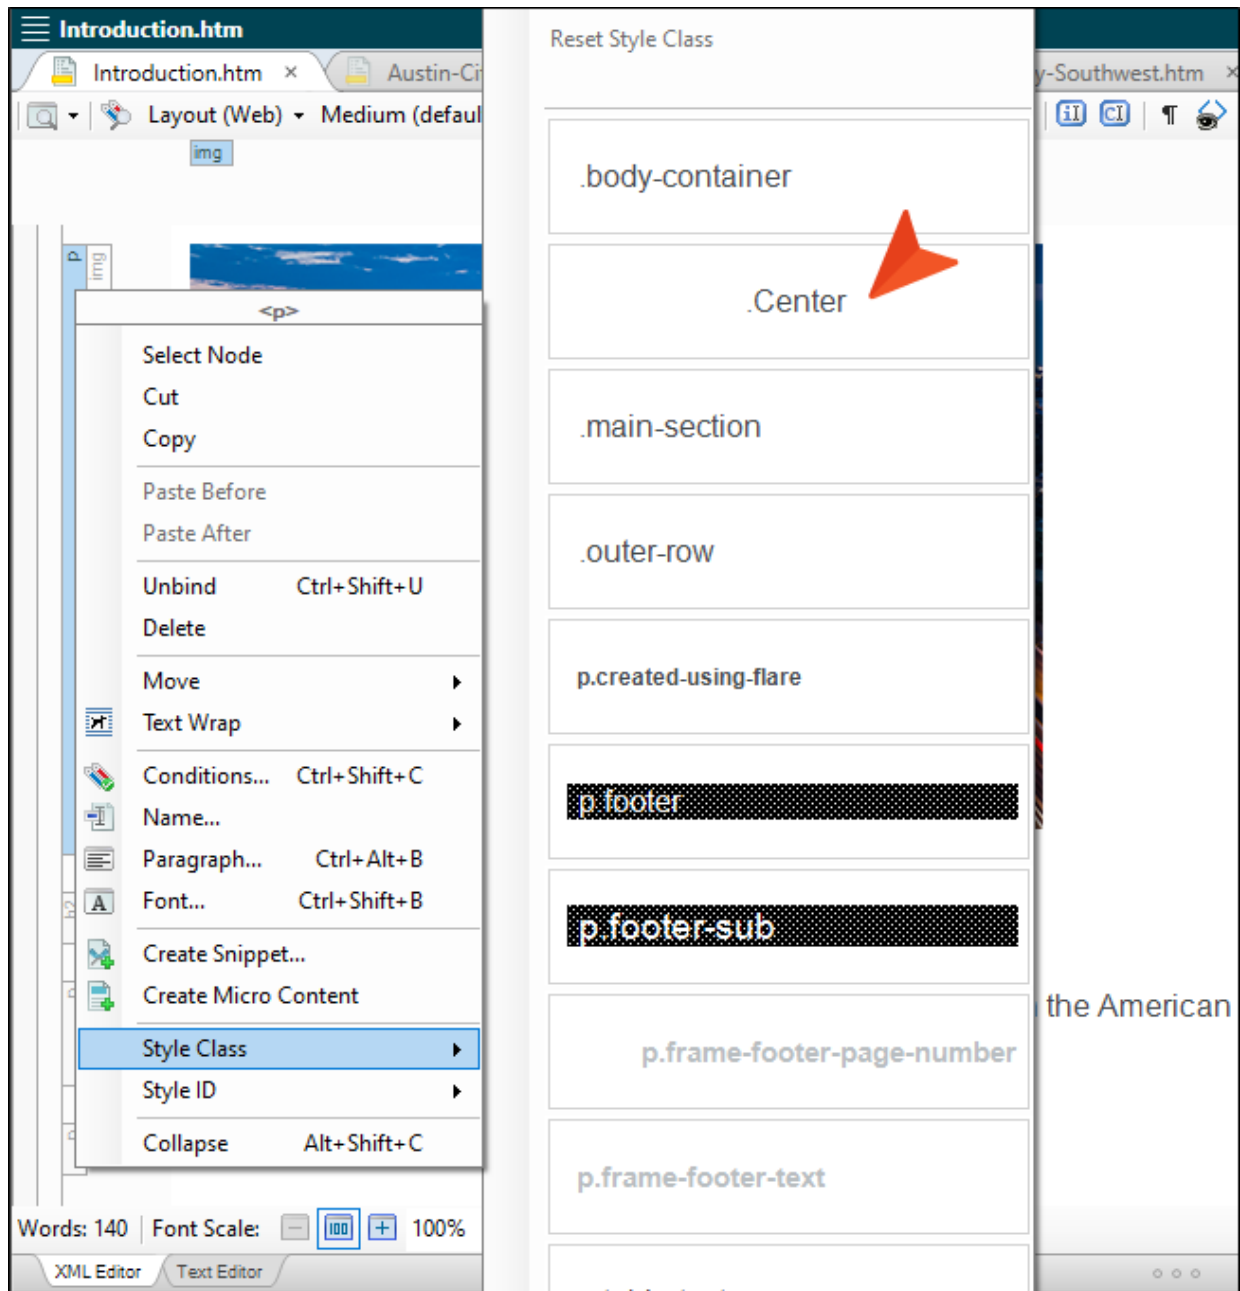 Introduction.htm
Introduction.htm ×
Austin-Ci
y-Southwest.htm ×
Layout (Web)
Medium (defaul
img
p
img
<p>
Select Node
Cut
Copy
Paste Before
Paste After
Unbind Ctrl+Shift+U
Delete
Move
Text Wrap
Conditions... Ctrl+Shift+C
Name...
Paragraph... Ctrl+Alt+B
Font... Ctrl+Shift+B
Create Snippet...
Create Micro Content
Style Class
Style ID
Collapse Alt+Shift+C
h2
Reset Style Class
.body-container
.Center
.main-section
.outer-row
p.created-using-flare
p.footer
p.footer-sub
p.frame-footer-page-number
p.frame-footer-text
the American
Words: 140
Font Scale:
100%
XML Editor
Text Editor